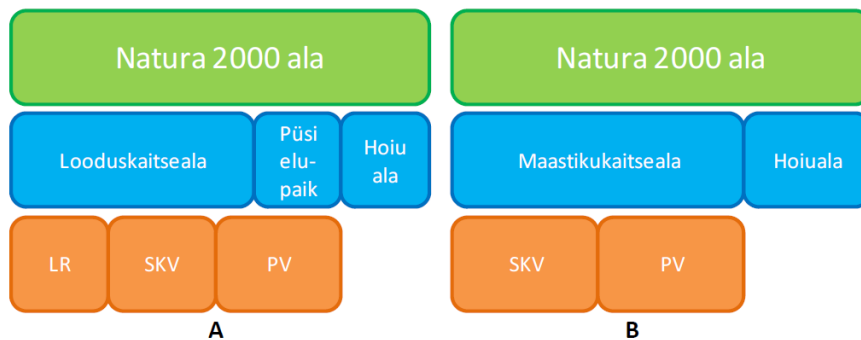 Natura 2000 ala
Looduskaitseala
Püsi
elu-
paik
Hoiu
ala
LR
SKV
PV
A
Natura 2000 ala
Maastikukaitseala
Hoiuala
SKV
PV
B